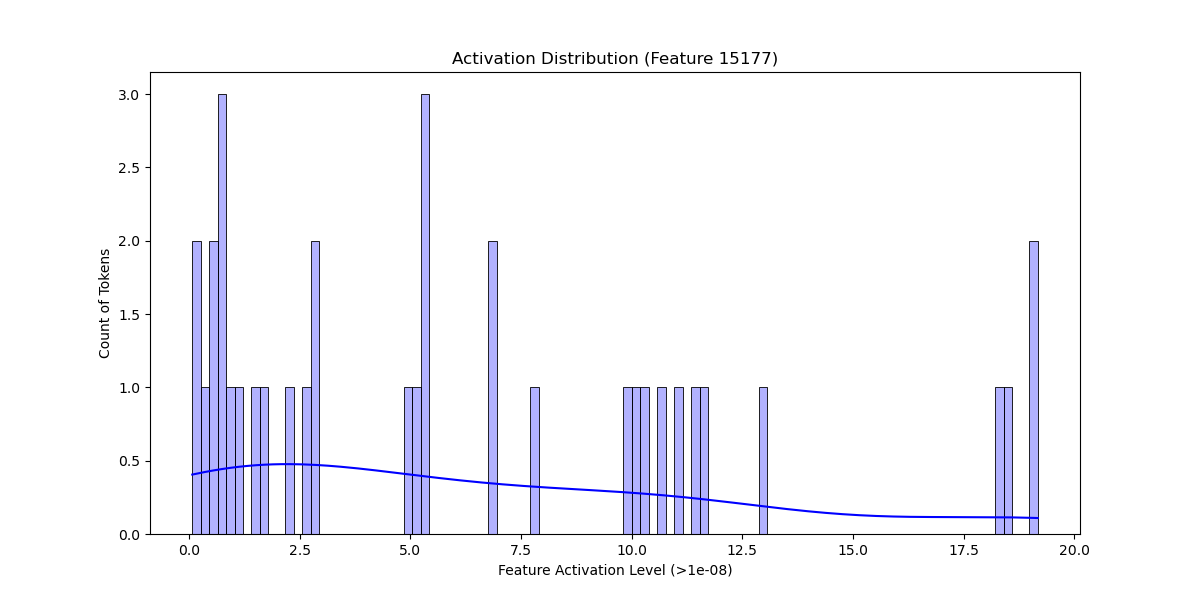 Activation Distribution (Feature 15177)
Count of Tokens
3.0
2.5
2.0
1.5
1.0
0.5
0.0
0.0 2.5 5.0 7.5 10.0 12.5 15.0 17.5 20.0
Feature Activation Level (>1e-08)